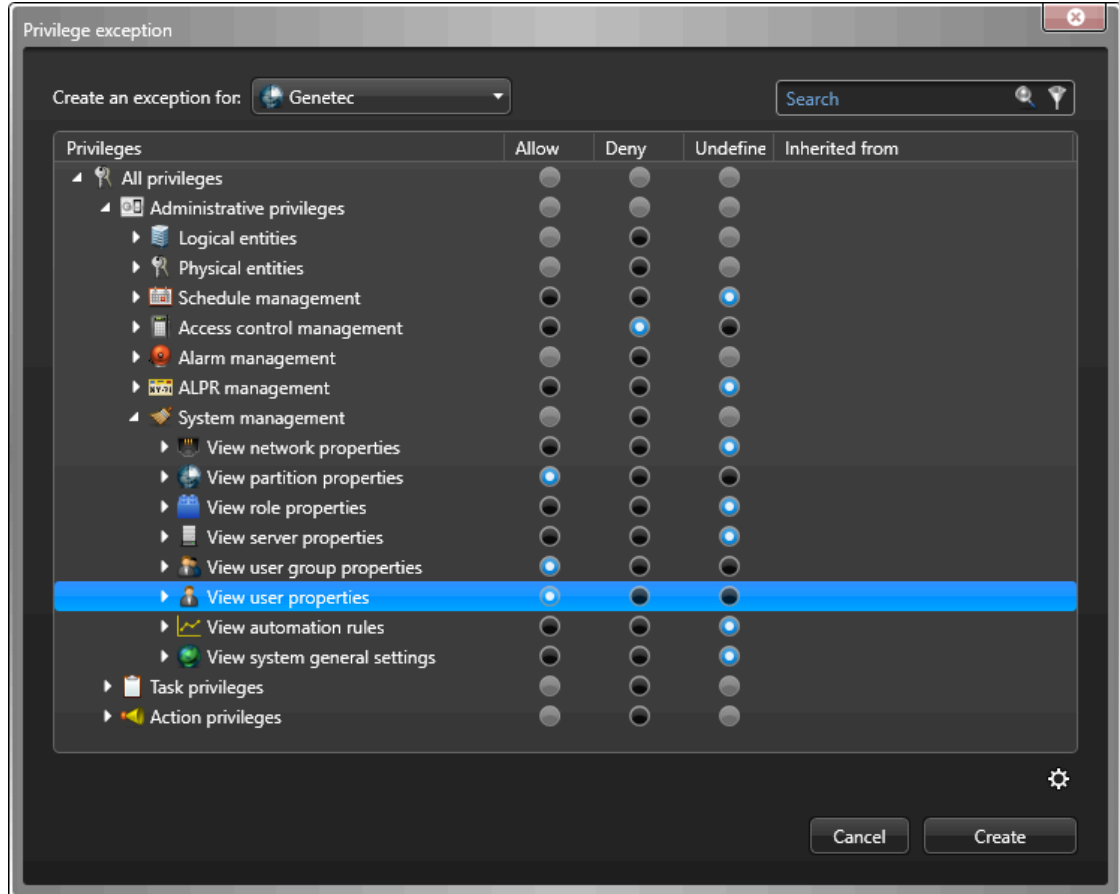 Privilege exception
Create an exception for: Genetec Search
Privileges Allow Deny Undefine Inherited from
All privileges
Administrative privileges
Logical entities
Physical entities
Schedule management
Access control management
Alarm management
ALPR management
System management
View network properties
View partition properties
View role properties
View server properties
View user group properties
View user properties
View automation rules
View system general settings
Task privileges
Action privileges
Cancel Create